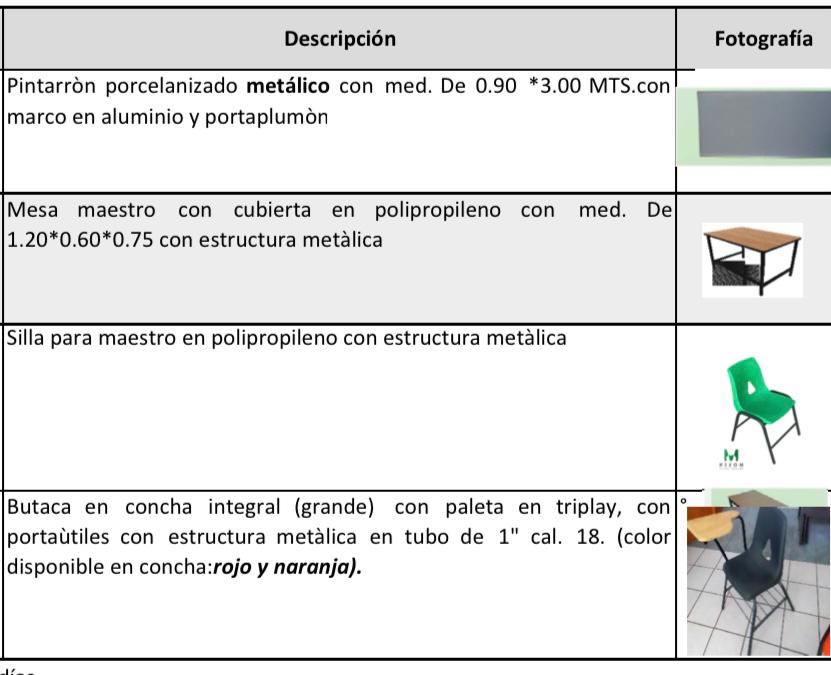 Descripción
Fotografía
Pintarròn porcelanizado metálico con med. De 0.90 *3.00 MTS.con
marco en aluminio y portaplumòn
Mesa maestro con cubierta en polipropileno con med. De
1.20*0.60*0.75 con estructura metàlica
Silla para maestro en polipropileno con estructura metàlica
Butaca en concha integral (grande) con paleta en triplay, con
portaùtiles con estructura metàlica en tubo de 1" cal. 18. (color
disponible en concha:rojo y naranja).